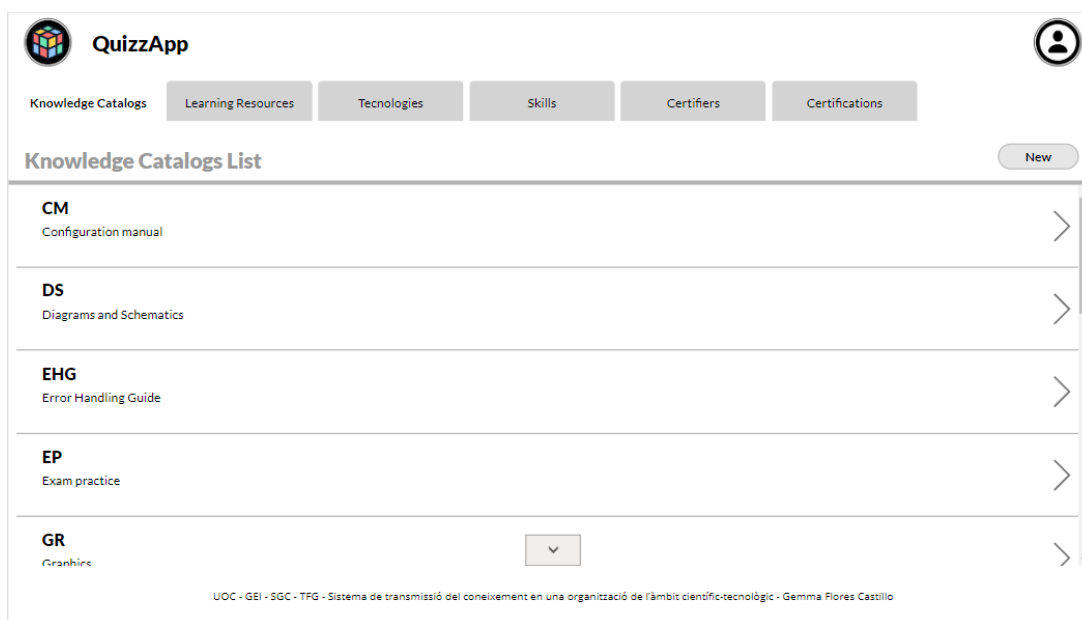 QuizzApp
Knowledge Catalogs Learning Resources Tecnologies Skills Certifiers Certifications
Knowledge Catalogs List New
CM
Configuration manual
DS
Diagrams and Schematics
EHG
Error Handling Guide
EP
Exam practice
GR
Graphics
UOC - GEI - SGC - TFG - Sistema de transmissió del coneixement en una organització de l'àmbit científic-tecnològic - Gemma Flores Castillo